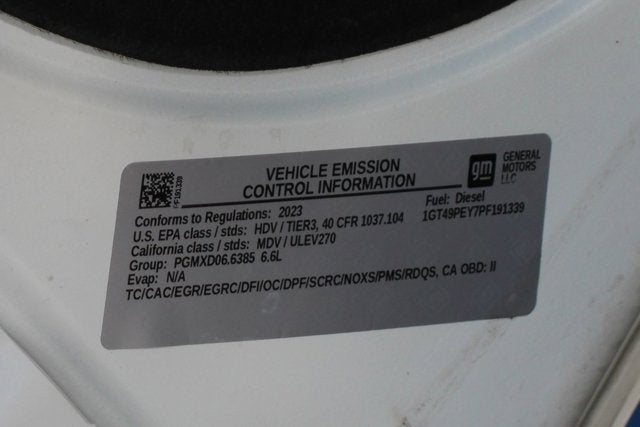 VEHICLE EMISSION
CONTROL INFORMATION
gm
GENERAL
MOTORS
LLC
PF191339
Conforms to Regulations: 2023
Fuel: Diesel
U.S. EPA class / stds: HDV / TIER3, 40 CFR 1037.104
1GT49PEY7PF191339
California class / stds: MDV / ULEV270
Group: PGMXD06.6385 6.6L
Evap: N/A
TC/CAC/EGR/EGRC/DFI/OC/DPF/SCRC/NOXS/PMS/RDQS, CA OBD: II